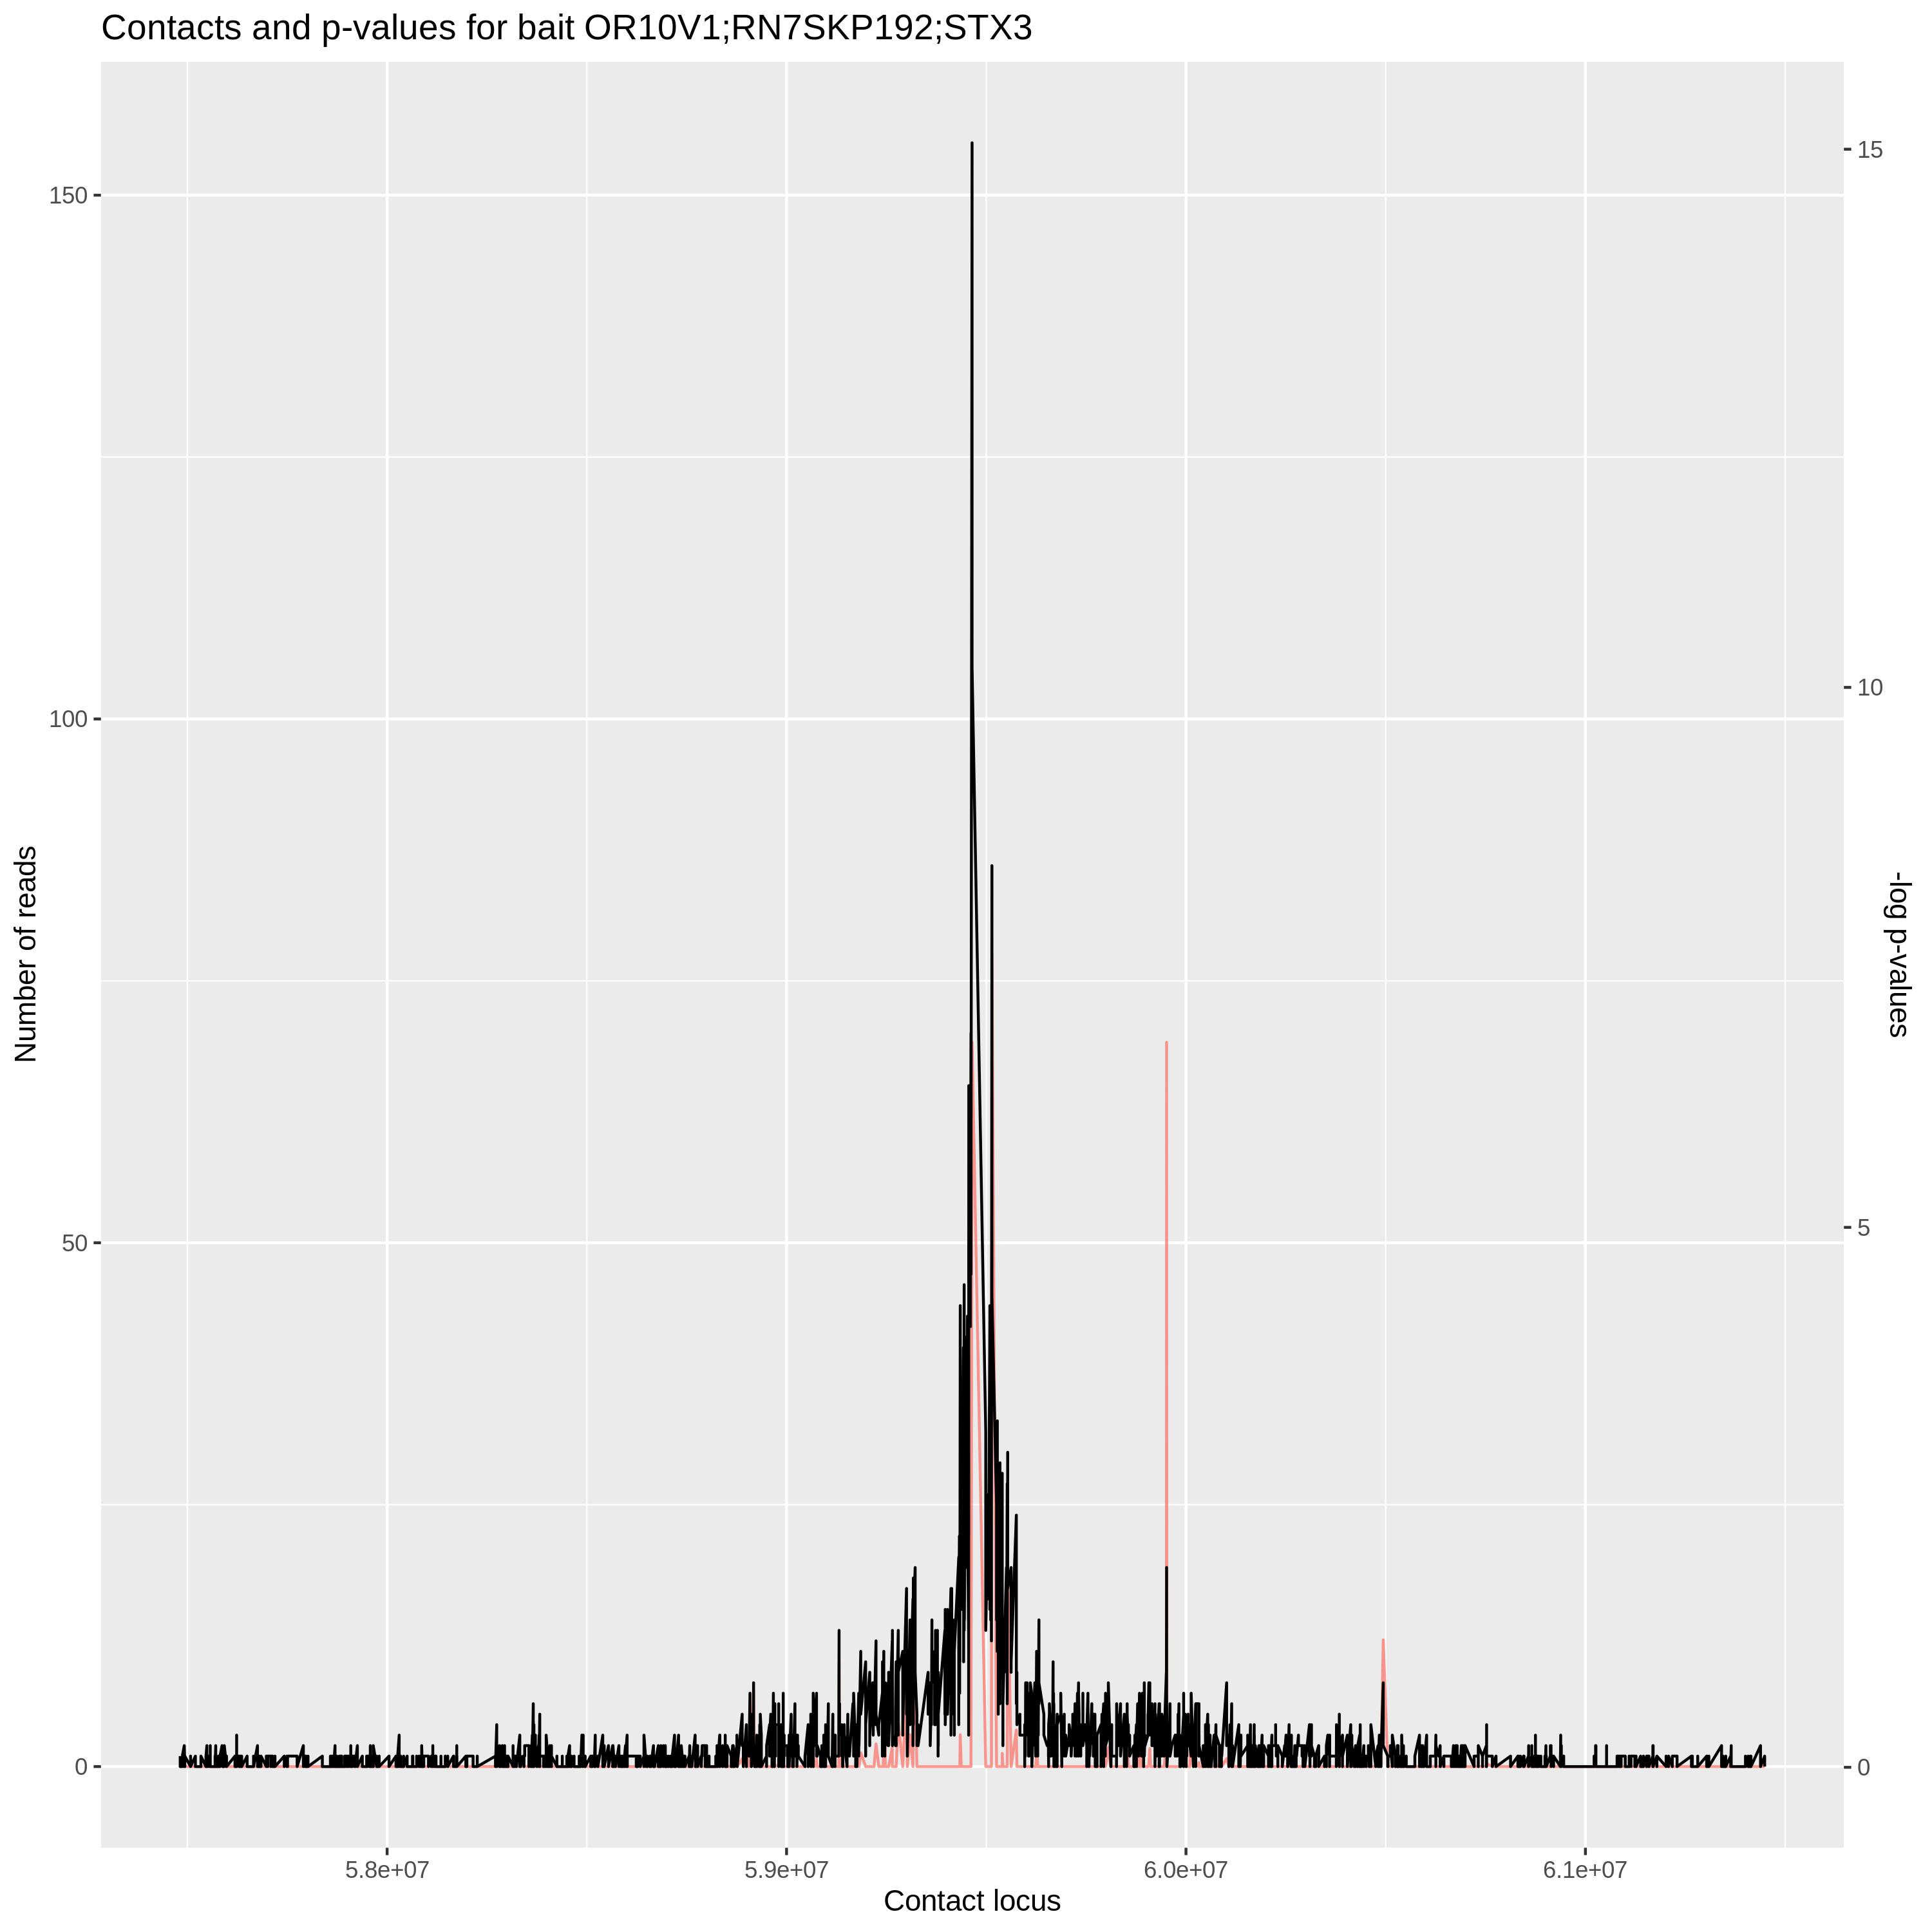 Contacts and p-values for bait OR10V1;RN7SKP192;STX3
150
100
50
0
Number of reads
15
10
5
0
-log p-values
5.8e+07
5.9e+07
6.0e+07
6.1e+07
Contact locus